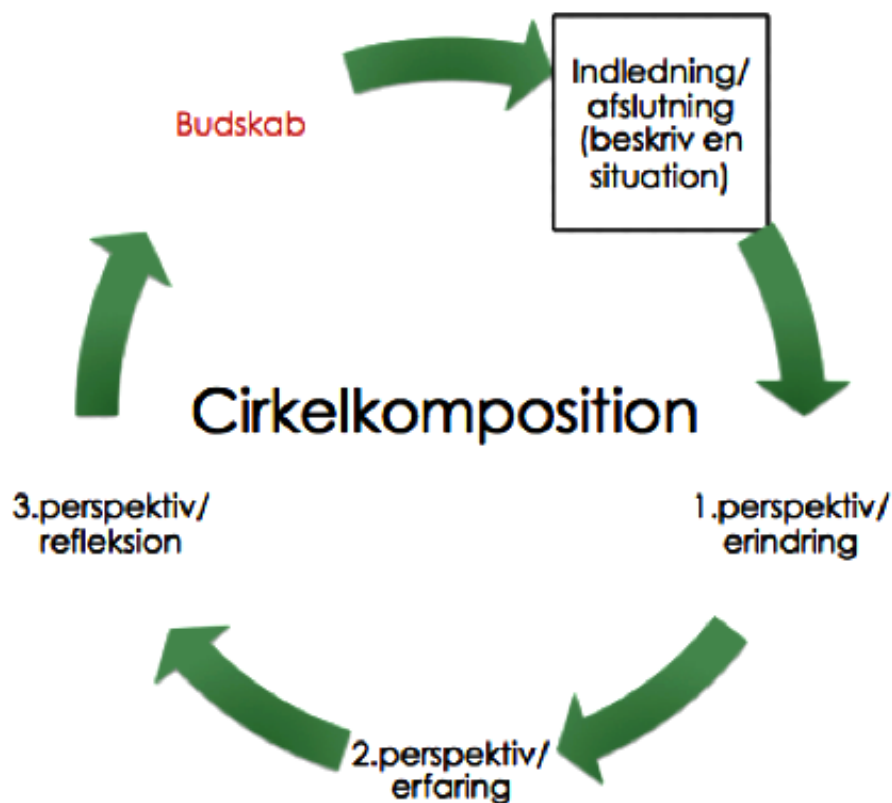 Budskab
Indledning/
afslutning
(beskriv en
situation)
Cirkelkomposition
3.perspektiv/
refleksion
1.perspektiv/
erindring
2.perspektiv/
erfaring